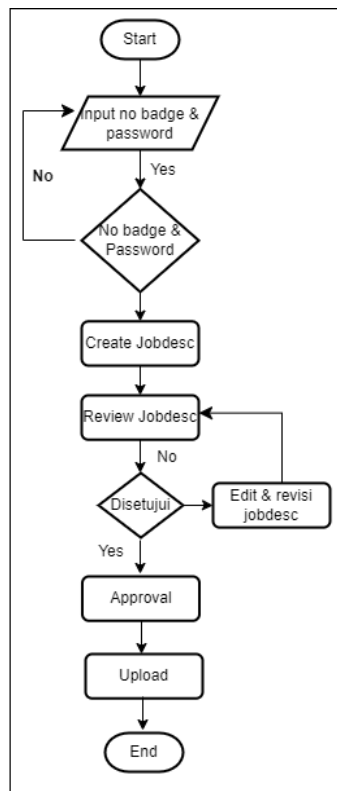 Start
Input no badge &
password
No
Yes
No badge &
Password
Create Jobdesc
Review Jobdesc
No
Disetujui
Edit & revisi
jobdesc
Yes
Approval
Upload
End